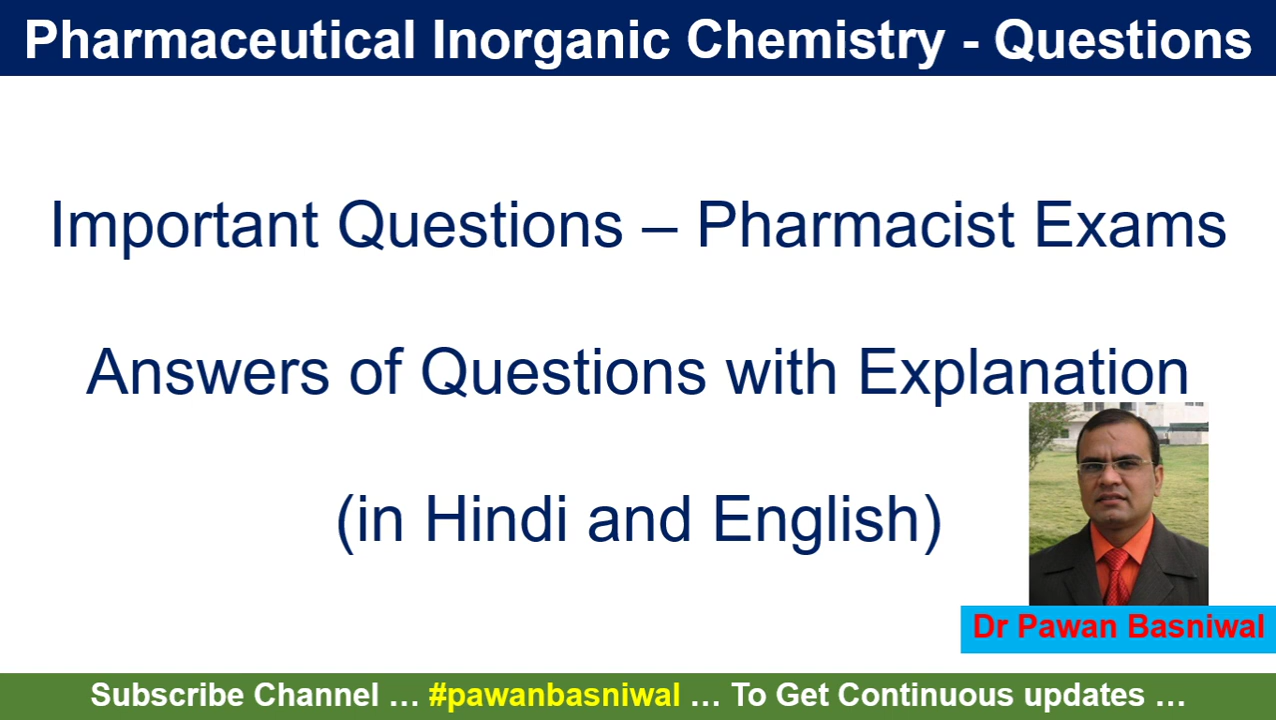 Pharmaceutical Inorganic Chemistry - Questions
Important Questions – Pharmacist Exams
Answers of Questions with Explanation
(in Hindi and English)
Dr Pawan Basniwal
Subscribe Channel … #pawanbasniwal … To Get Continuous updates …